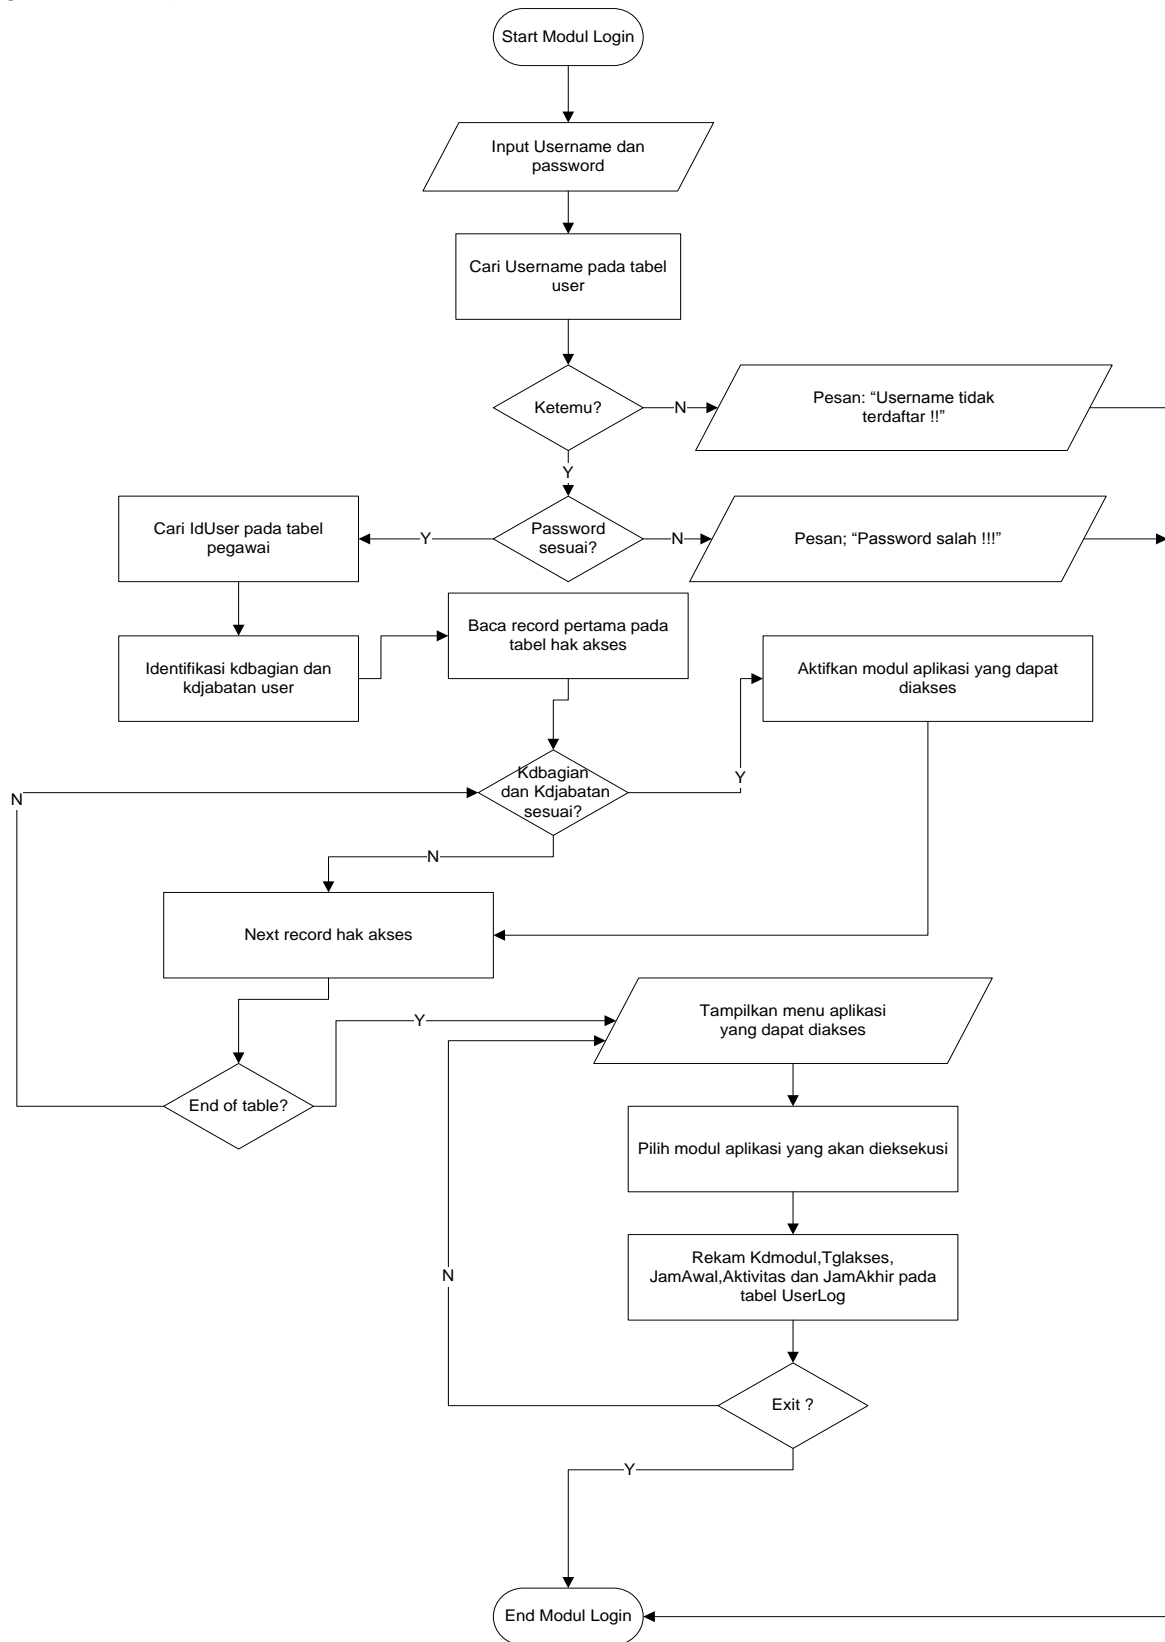 Start Modul Login
Input Username dan
password
Cari Username pada tabel
user
Ketemu?
N
Pesan: “Username tidak
terdaftar !!”
Y
Cari IdUser pada tabel
pegawai
Y
Password
sesuai?
N
Pesan; “Password salah !!!”
Identifikasi kdbagian dan
kdjabatan user
Baca record pertama pada
tabel hak akses
Aktifkan modul aplikasi yang dapat
diakses
N
Kdbagian
dan Kdjabatan
sesuai?
Y
N
Next record hak akses
Y
Tampilkan menu aplikasi
yang dapat diakses
End of table?
Pilih modul aplikasi yang akan dieksekusi
Rekam Kdmodul,Tglakses,
JamAwal,Aktivitas dan JamAkhir pada
tabel UserLog
N
Exit ?
Y
End Modul Login